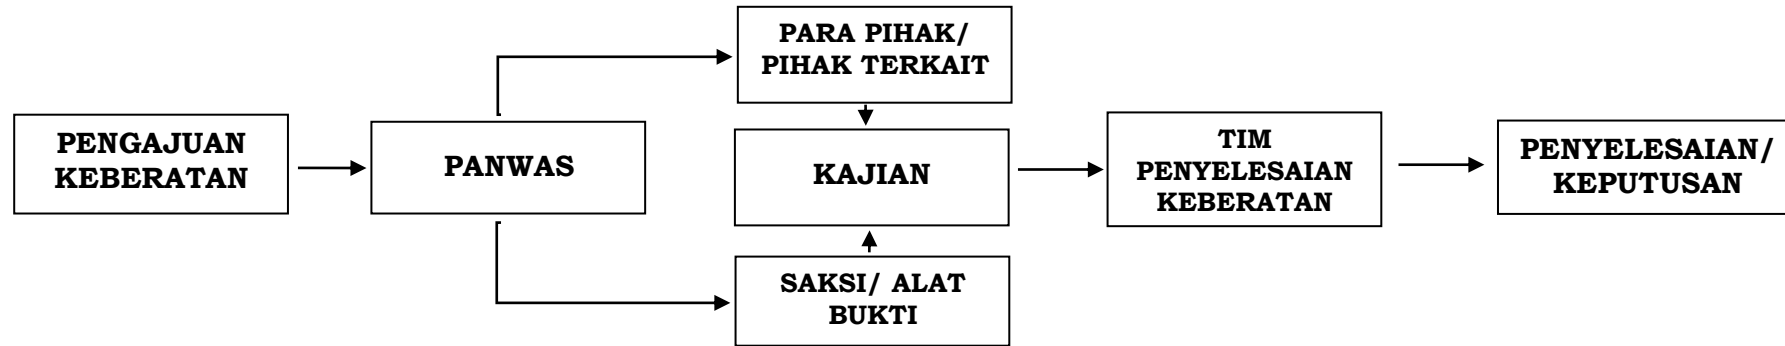 PENGAJUAN
KEBERATAN
PANWAS
PARA PIHAK/
PIHAK TERKAIT
KAJIAN
SAKSI/ ALAT
BUKTI
TIM
PENYELESAIAN
KEBERATAN
PENYELESAIAN/
KEPUTUSAN